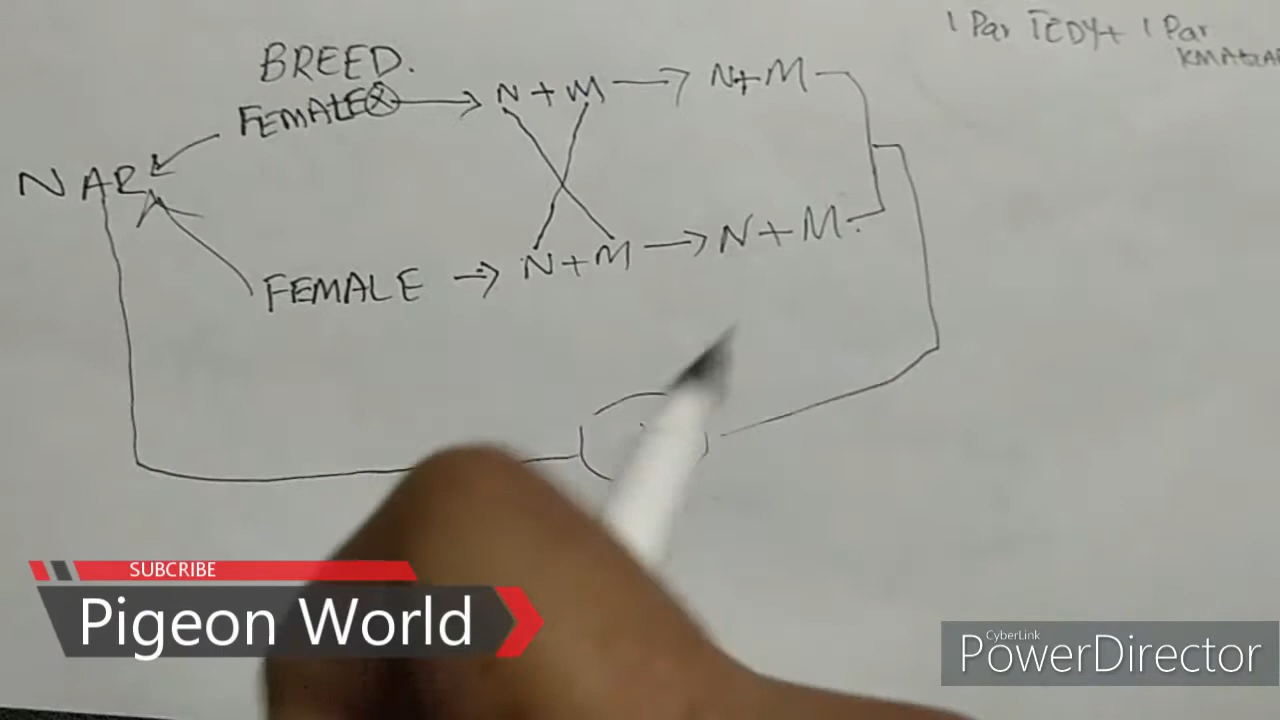 BREED.
1 Par TEDY + 1 Par
FEMALE → N + M → N + M
NAR
FEMALE → N + M → N + M.
SUBCRIBE
Pigeon World
CyberLink
PowerDirector